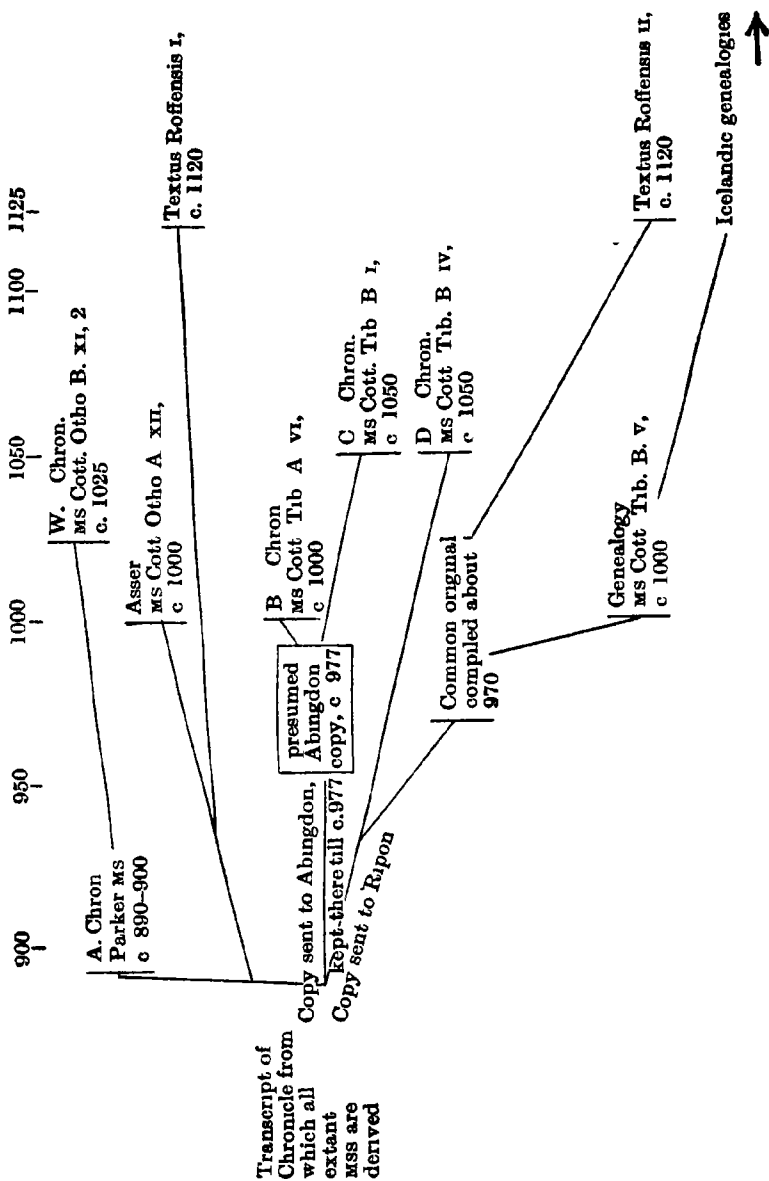 900
950
1000
1050
1100
1125
A. Chron
Parker MS
c 890–900
W. Chron.
MS Cott. Otho B. XI, 2
c. 1025
Asser
MS Cott Otho A XII,
c 1000
Textus Roffensis I,
c. 1120
Transcript of
Chronicle from
which all
extant
MSS are
derived
Copy sent to Abingdon,
kept there till c. 977
Copy sent to Ripon
presumed
Abingdon
copy, c 977
B Chron
MS Cott Tib A VI,
c 1000
C Chron.
MS Cott. Tib B I,
c 1050
D Chron.
MS Cott Tib. B IV,
c 1050
Common original
compiled about
970
Genealogy
MS Cott Tib. B. V,
c 1000
Textus Roffensis II,
c. 1120
Icelandic genealogies